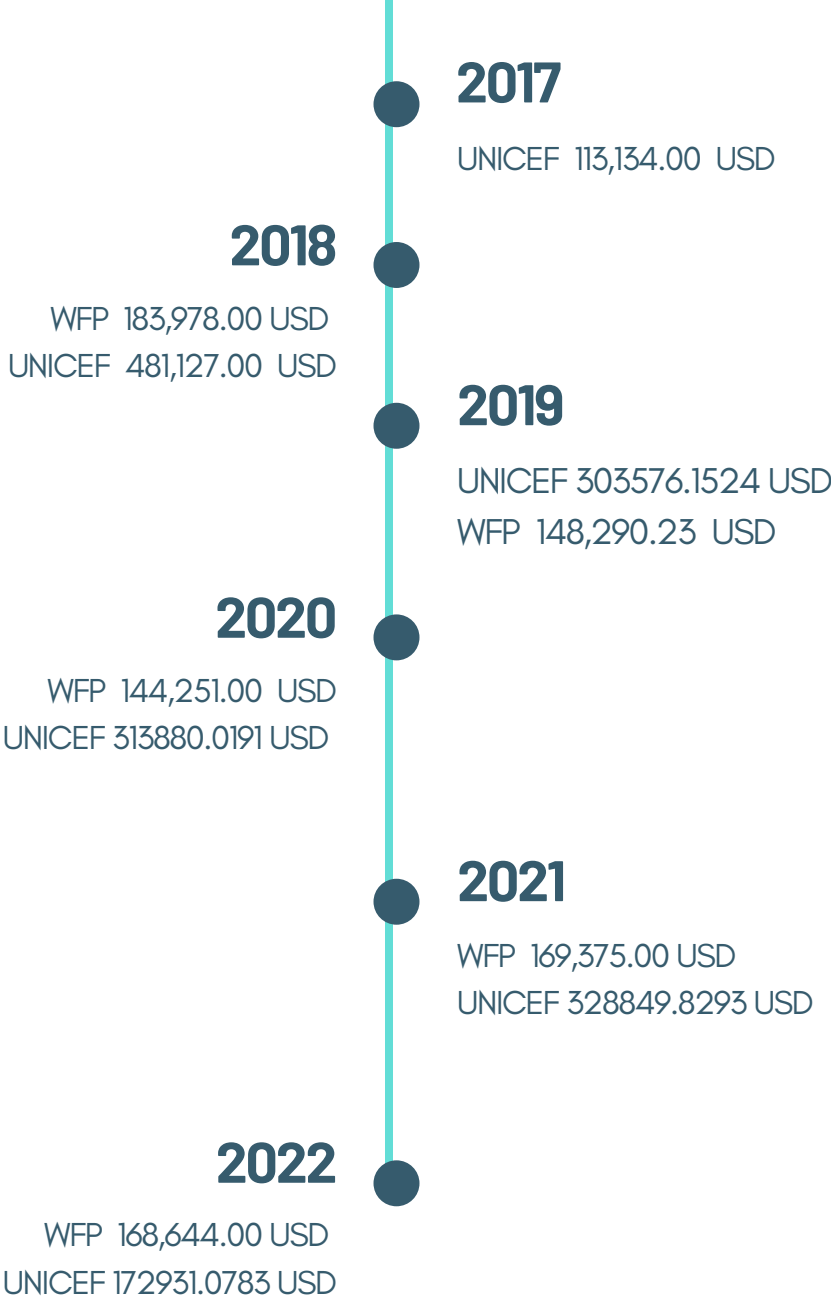 2017
UNICEF 113,134.00 USD
2018
WFP 183,978.00 USD
UNICEF 481,127.00 USD
2019
UNICEF 303576.1524 USD
WFP 148,290.23 USD
2020
WFP 144,251.00 USD
UNICEF 313880.0191 USD
2021
WFP 169,375.00 USD
UNICEF 328849.8293 USD
2022
WFP 168,644.00 USD
UNICEF 172931.0783 USD